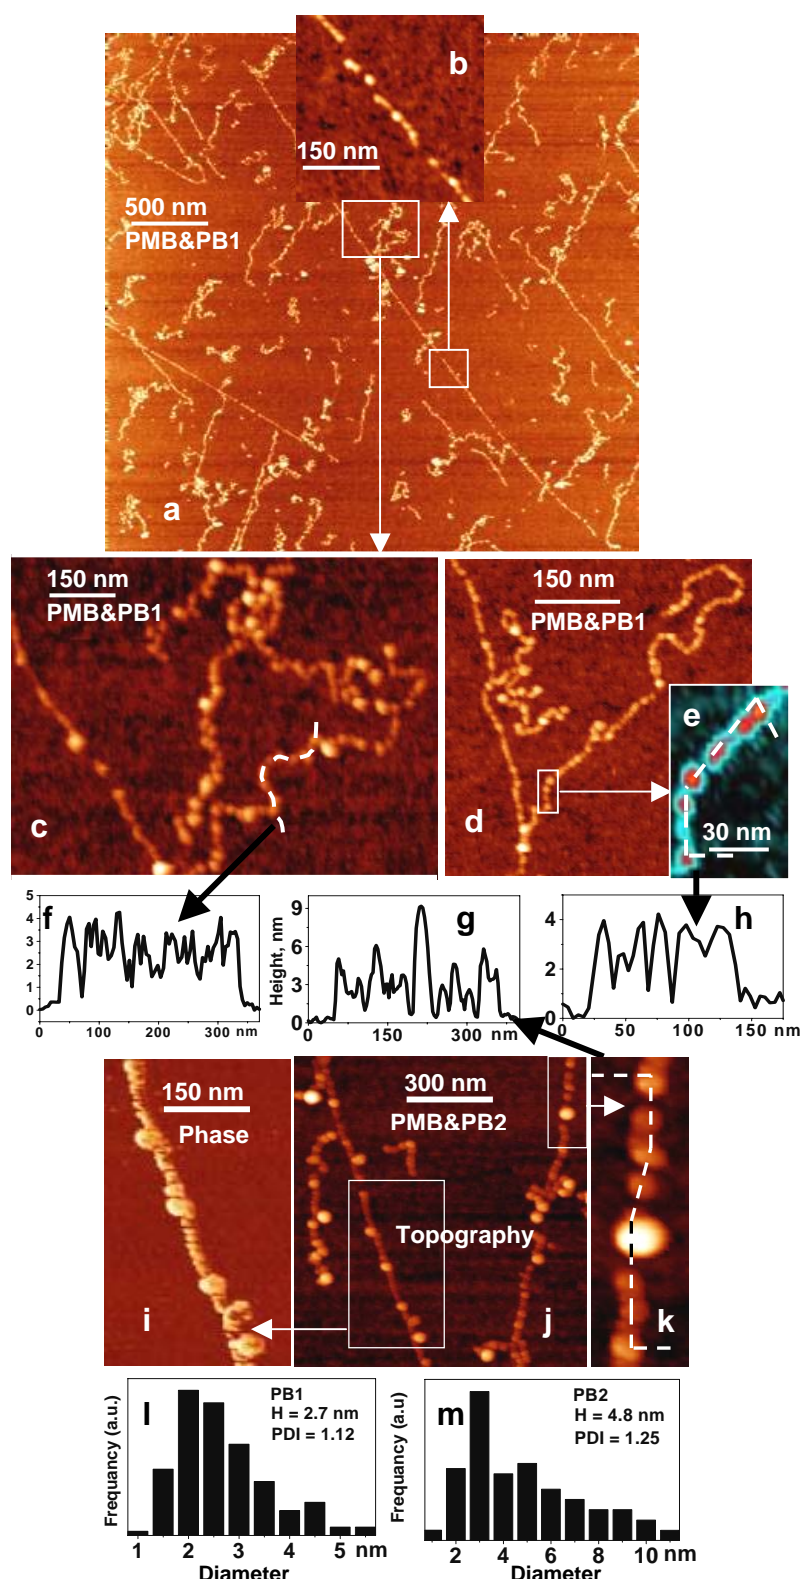 b
150 nm
500 nm
PMB&PB1
a
150 nm
PMB&PB1
c
150 nm
PMB&PB1
d
e
30 nm
f
5
4
3
2
1
0
0 100 200 300 nm
g
Height, nm
9
6
3
0
0 150 300 nm
h
4
2
0
0 50 100 150 nm
150 nm
Phase
i
300 nm
PMB&PB2
Topography
j
k
l
Frequancy (a.u.)
PB1
H = 2.7 nm
PDI = 1.12
1 2 3 4 5 nm
Diameter
m
Frequancy (a.u)
PB2
H = 4.8 nm
PDI = 1.25
2 4 6 8 10 nm
Diameter